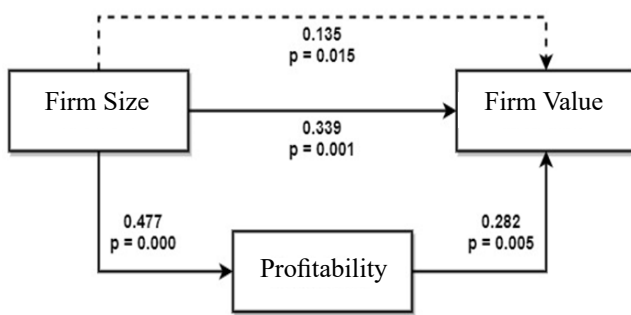 0.135
p = 0.015
Firm Size
Firm Value
0.339
p = 0.001
0.477
p = 0.000
0.282
p = 0.005
Profitability